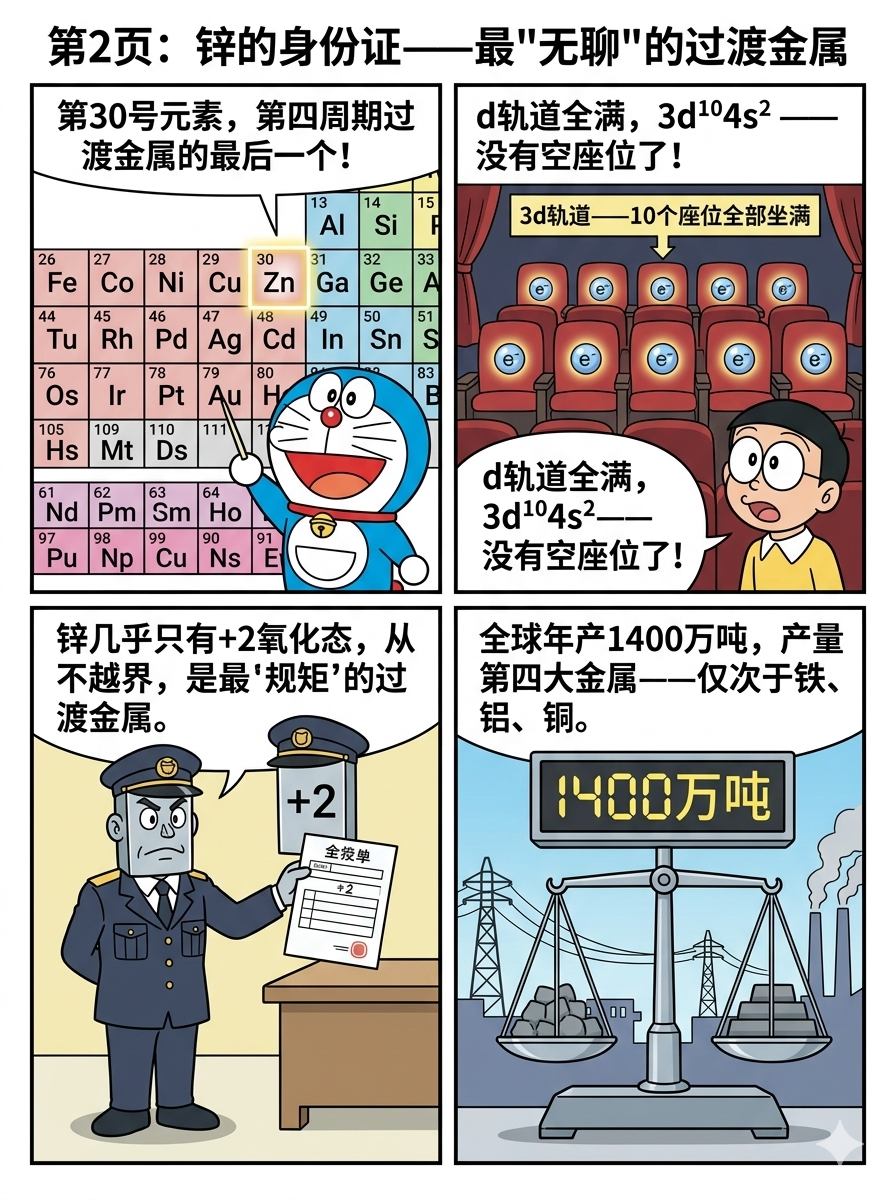 第2页：锌的身份证——最"无聊"的过渡金属
第30号元素，第四周期过
渡金属的最后一个！
13 14 15
Al Si
26 27 28 29 30 31 32 33
Fe Co Ni Cu Zn Ga Ge A
44 45 46 47 48 49 50 51
Tu Rh Pd Ag Cd In Sn S
76 77 78 79 80 83
Os Ir Pt Au H B
105 109 110 111
Hs Mt Ds
61 62 63 64
Nd Pm Sm Ho
97 98 99 90 91
Pu Np Cu Ns E
d轨道全满，3d¹⁰4s² ——
没有空座位了！
3d轨道——10个座位全部坐满
e⁻ e⁻ e⁻ e⁻ e⁻
e⁻ e⁻ e⁻ e⁻ e⁻
d轨道全满，
3d¹⁰4s²——
没有空座位了！
锌几乎只有+2氧化态，从
不越界，是最‘规矩’的过
渡金属。
+2
+2
全球年产1400万吨，产量
第四大金属——仅次于铁、
铝、铜。
1400万吨